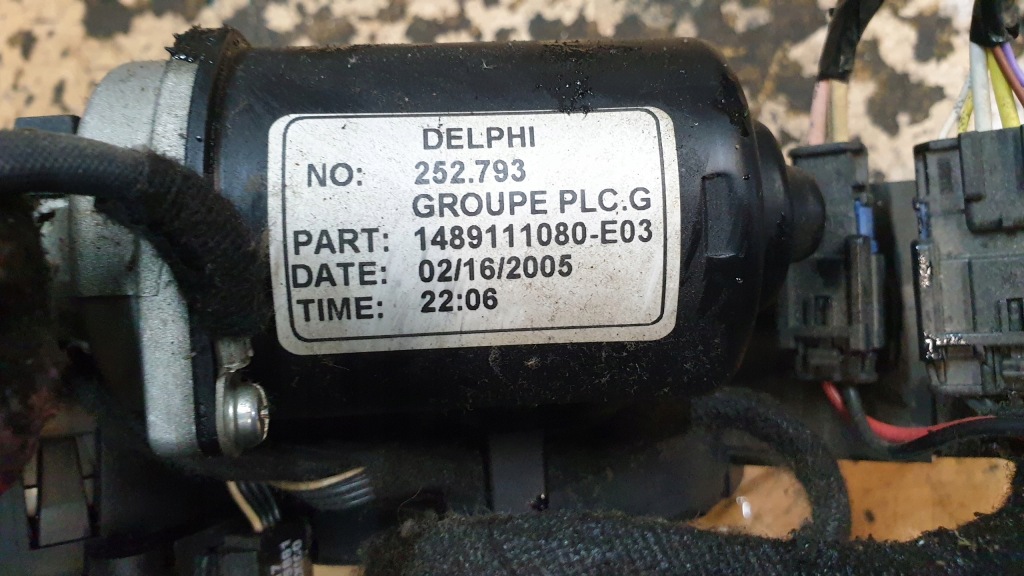 DELPHI
NO: 252.793
GROUPE PLC.G
PART: 1489111080-E03
DATE: 02/16/2005
TIME: 22:06